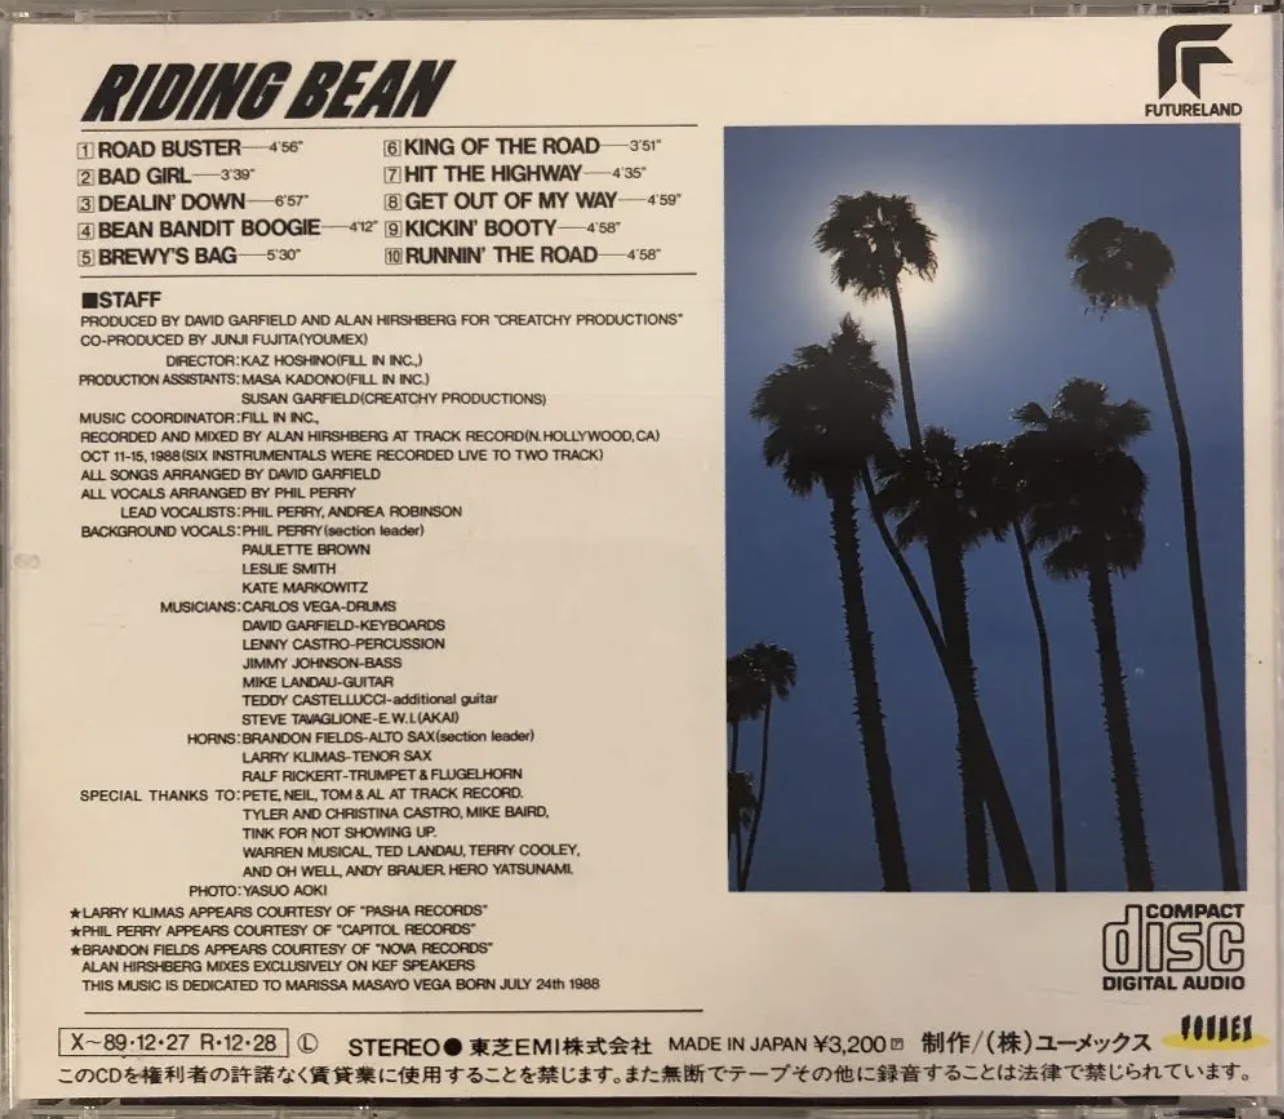 RIDING BEAN
FUTURELAND
1 ROAD BUSTER—4'56"
2 BAD GIRL—3'39"
3 DEALIN' DOWN—6'57"
4 BEAN BANDIT BOOGIE—4'12"
5 BREWY'S BAG—5'30"
6 KING OF THE ROAD—3'51"
7 HIT THE HIGHWAY—4'35"
8 GET OUT OF MY WAY—4'59"
9 KICKIN' BOOTY—4'58"
10 RUNNIN' THE ROAD—4'58"
■STAFF
PRODUCED BY DAVID GARFIELD AND ALAN HIRSHBERG FOR "CREATCHY PRODUCTIONS"
CO-PRODUCED BY JUNJI FUJITA(YOUMEX)
DIRECTOR:KAZ HOSHINO(FILL IN INC.,)
PRODUCTION ASSISTANTS:MASA KADONO(FILL IN INC.)
SUSAN GARFIELD(CREATCHY PRODUCTIONS)
MUSIC COORDINATOR:FILL IN INC.,
RECORDED AND MIXED BY ALAN HIRSHBERG AT TRACK RECORD(N.HOLLYWOOD,CA)
OCT 11-15, 1988(SIX INSTRUMENTALS WERE RECORDED LIVE TO TWO TRACK)
ALL SONGS ARRANGED BY DAVID GARFIELD
ALL VOCALS ARRANGED BY PHIL PERRY
LEAD VOCALISTS:PHIL PERRY, ANDREA ROBINSON
BACKGROUND VOCALS:PHIL PERRY(section leader)
PAULETTE BROWN
LESLIE SMITH
KATE MARKOWITZ
MUSICIANS:CARLOS VEGA-DRUMS
DAVID GARFIELD-KEYBOARDS
LENNY CASTRO-PERCUSSION
JIMMY JOHNSON-BASS
MIKE LANDAU-GUITAR
TEDDY CASTELLUCCI-additional guitar
STEVE TAVAGLIONE-E.W.I.(AKAI)
HORNS:BRANDON FIELDS-ALTO SAX(section leader)
LARRY KLIMAS-TENOR SAX
RALF RICKERT-TRUMPET & FLUGELHORN
SPECIAL THANKS TO:PETE, NEIL, TOM & AL AT TRACK RECORD.
TYLER AND CHRISTINA CASTRO, MIKE BAIRD,
TINK FOR NOT SHOWING UP.
WARREN MUSICAL, TED LANDAU, TERRY COOLEY,
AND OH WELL, ANDY BRAUER. HERO YATSUNAMI.
PHOTO:YASUO AOKI
★LARRY KLIMAS APPEARS COURTESY OF "PASHA RECORDS"
★PHIL PERRY APPEARS COURTESY OF "CAPITOL RECORDS"
★BRANDON FIELDS APPEARS COURTESY OF "NOVA RECORDS"
ALAN HIRSHBERG MIXES EXCLUSIVELY ON KEF SPEAKERS
THIS MUSIC IS DEDICATED TO MARISSA MASAYO VEGA BORN JULY 24th 1988
COMPACT
disc
DIGITAL AUDIO
X〜89・12・27 R・12・28 Ⓛ STEREO● 東芝EMI株式会社 MADE IN JAPAN ¥3,200 制作/(株)ユーメックス YOUMEX
このCDを権利者の許諾なく賃貸業に使用することを禁じます。また無断でテープその他に録音することは法律で禁じられています。